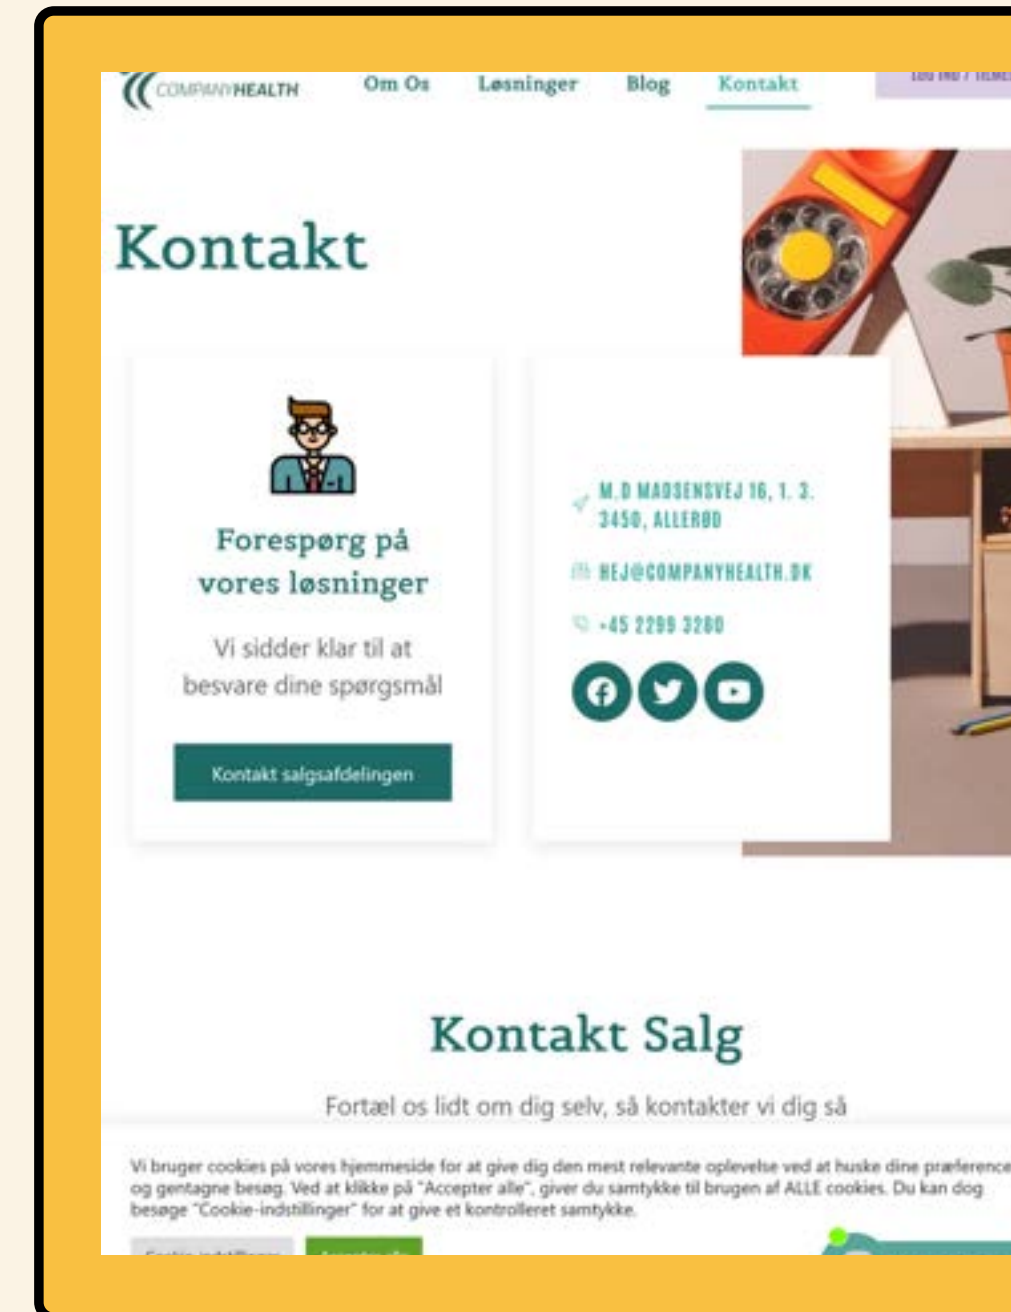 COMPANYHEALTH
Om Os Løsninger Blog Kontakt
Kontakt
Forespørg på
vores løsninger
Vi sidder klar til at
besvare dine spørgsmål
Kontakt salgsafdelingen
M.D MADSENSVEJ 16, 1. 3.
3450, ALLERØD
HEJ@COMPANYHEALTH.DK
+45 2299 3280
Kontakt Salg
Fortæl os lidt om dig selv, så kontakter vi dig så
Vi bruger cookies på vores hjemmeside for at give dig den mest relevante oplevelse ved at huske dine præference
og gentagne besøg. Ved at klikke på "Accepter alle", giver du samtykke til brugen af ALLE cookies. Du kan dog
besøge "Cookie-indstillinger" for at give et kontrolleret samtykke.